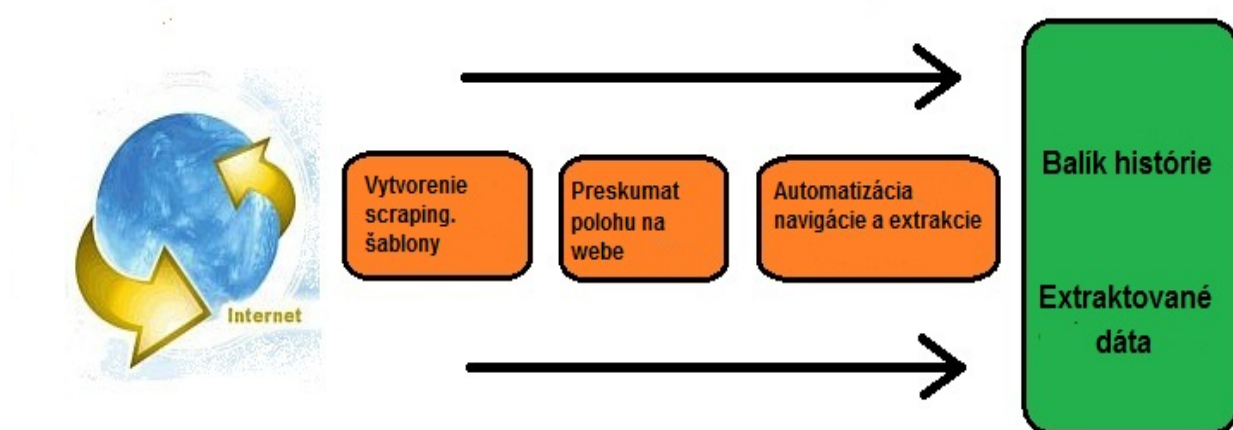 Internet
Vytvorenie
scraping.
šablony
Preskumat
polohu na
webe
Automatizácia
navigácie a extrakcie
Balík histórie
Extraktované
dáta